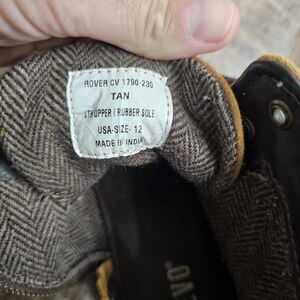 ROVER CV 1790-230
TAN
LTHUPPER / RUBBER SOLE
USA-SIZE- 12
MADE IN INDIA